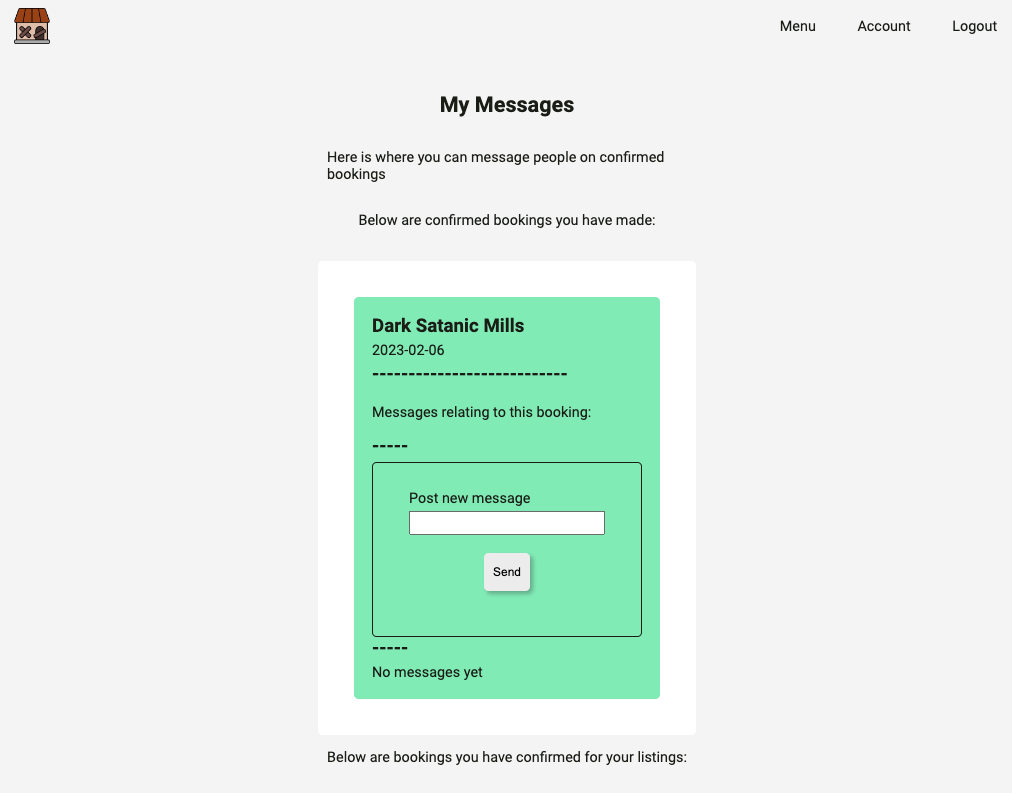 Menu Account Logout
My Messages
Here is where you can message people on confirmed
bookings
Below are confirmed bookings you have made:
Dark Satanic Mills
2023-02-06
---------------------------
Messages relating to this booking:
-----
Post new message
Send
-----
No messages yet
Below are bookings you have confirmed for your listings: